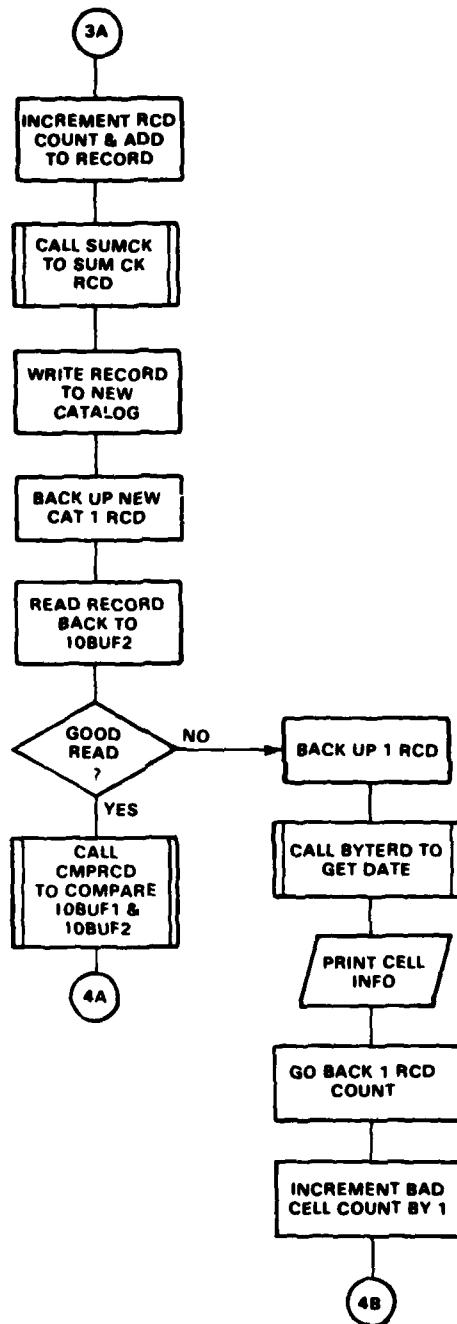 3A
INCREMENT RCD
COUNT & ADD
TO RECORD
CALL SUMCK
TO SUM CK
RCD
WRITE RECORD
TO NEW
CATALOG
BACK UP NEW
CAT 1 RCD
READ RECORD
BACK TO
10BUF2
GOOD
READ
?
NO
YES
CALL
CMPRCD
TO COMPARE
10BUF1 &
10BUF2
4A
BACK UP 1 RCD
CALL BYTERD TO
GET DATE
PRINT CELL
INFO
GO BACK 1 RCD
COUNT
INCREMENT BAD
CELL COUNT BY 1
4B